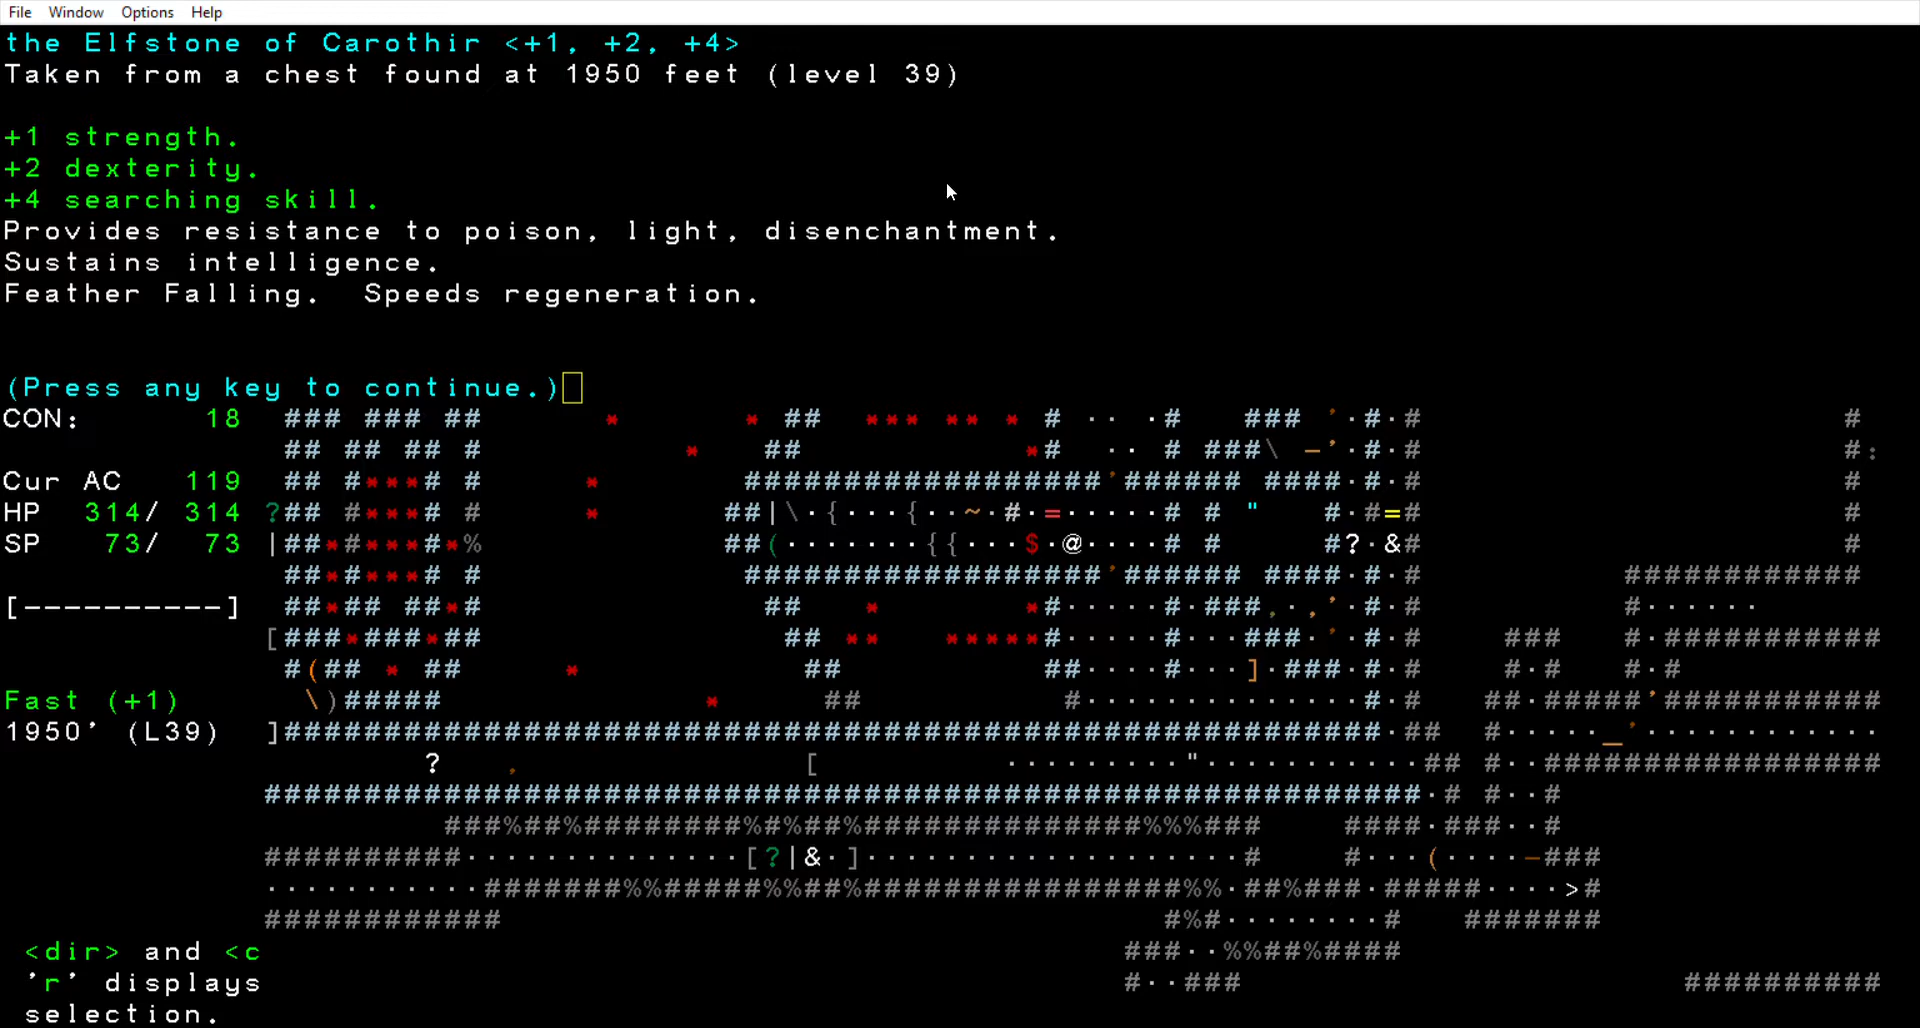 File Window Options Help
the Elfstone of Carothir <+1, +2, +4>
Taken from a chest found at 1950 feet (level 39)
+1 strength.
+2 dexterity.
+4 searching skill.
Provides resistance to poison, light, disenchantment.
Sustains intelligence.
Feather Falling. Speeds regeneration.
(Press any key to continue.)
CON: 18
Cur AC 119
HP 314/ 314
SP 73/ 73
[----------]
Fast (+1)
1950' (L39)
<dir> and <c
'r' displays
selection.